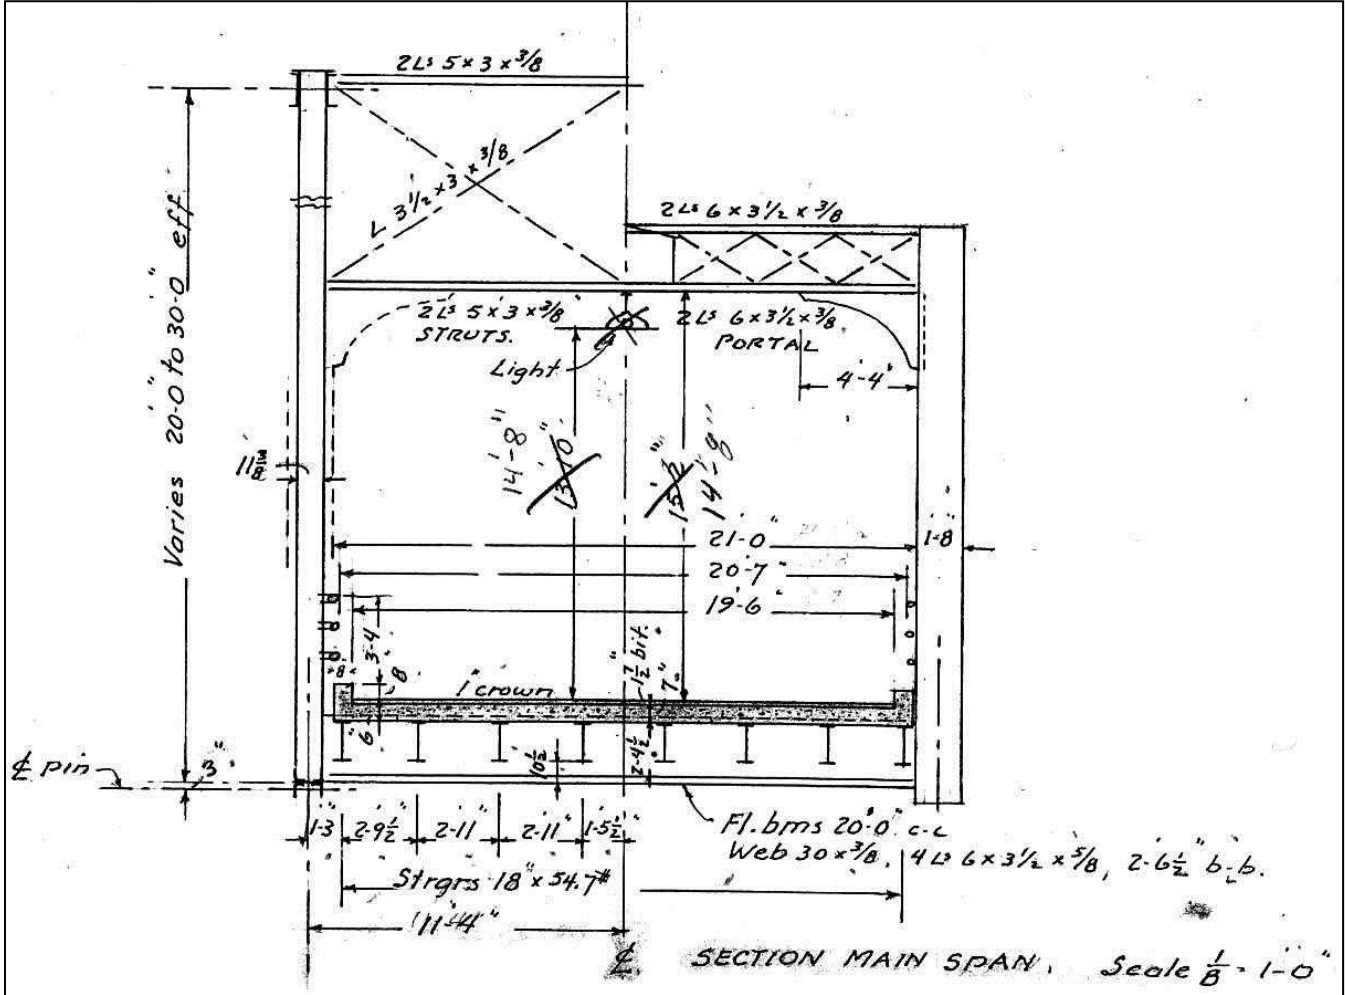 2Ls 5 x 3 x 3/8
L 3 1/2 x 3 x 3/8
2Ls 6 x 3 1/2 x 3/8
Varies 20'-0" to 30'-0" eff
2Ls 5 x 3 x 3/8
STRUTS.
2Ls 6 x 3 1/2 x 3/8
PORTAL
Light
4'-4"
14'-8"
13'-10"
15'-2"
14'-8"
21'-0"
1'-8"
20'-7"
19'-6"
3-4
8
8"
1" crown
1 1/2" bit.
7"
6"
10 1/2
2-4 1/2
℄ pin
3"
1'-3"
2'-9 1/2"
2'-11"
2'-11"
1'-5 1/2"
Fl. bms 20'-0" c-c
Web 30 x 3/8, 4 Ls 6 x 3 1/2 x 5/8, 2'-6 1/2" b-b.
Strgrs 18" x 54.7#
11'-4"
℄
SECTION MAIN SPAN. Scale 1/8" = 1'-0"